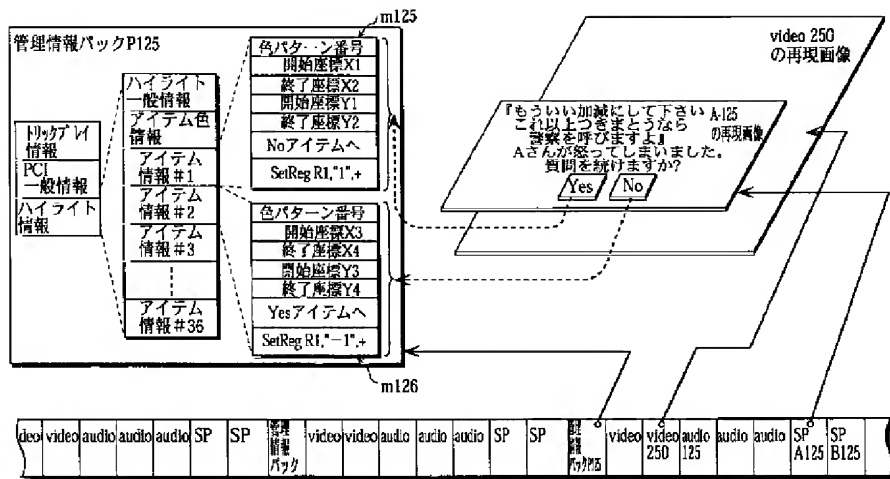 m125
管理情報パックP125
トリックプレイ
情報
PCI
一般情報
ハイライト
情報
ハイライト
一般情報
アイテム色
情報
アイテム
情報#1
アイテム
情報#2
アイテム
情報#3
アイテム
情報#36
色パターン番号
開始座標X1
終了座標X2
開始座標Y1
終了座標Y2
Noアイテムへ
SetReg R1,"1",+
色パターン番号
開始座標X3
終了座標X4
開始座標Y3
終了座標Y4
Yesアイテムへ
SetReg R1,"−1",+
m126
video 250
の再現画像
『もういい加減にして下さい
これ以上つきまとうなら
警察を呼びますよ』
Aさんが怒ってしまいました。
質問を続けますか?
Yes No
A-125
の再現画像
deo video audio audio audio SP SP 管理情報パック video video audio audio audio SP SP 管理情報パックP125 video video 250 audio 125 audio audio SP A125 SP B125